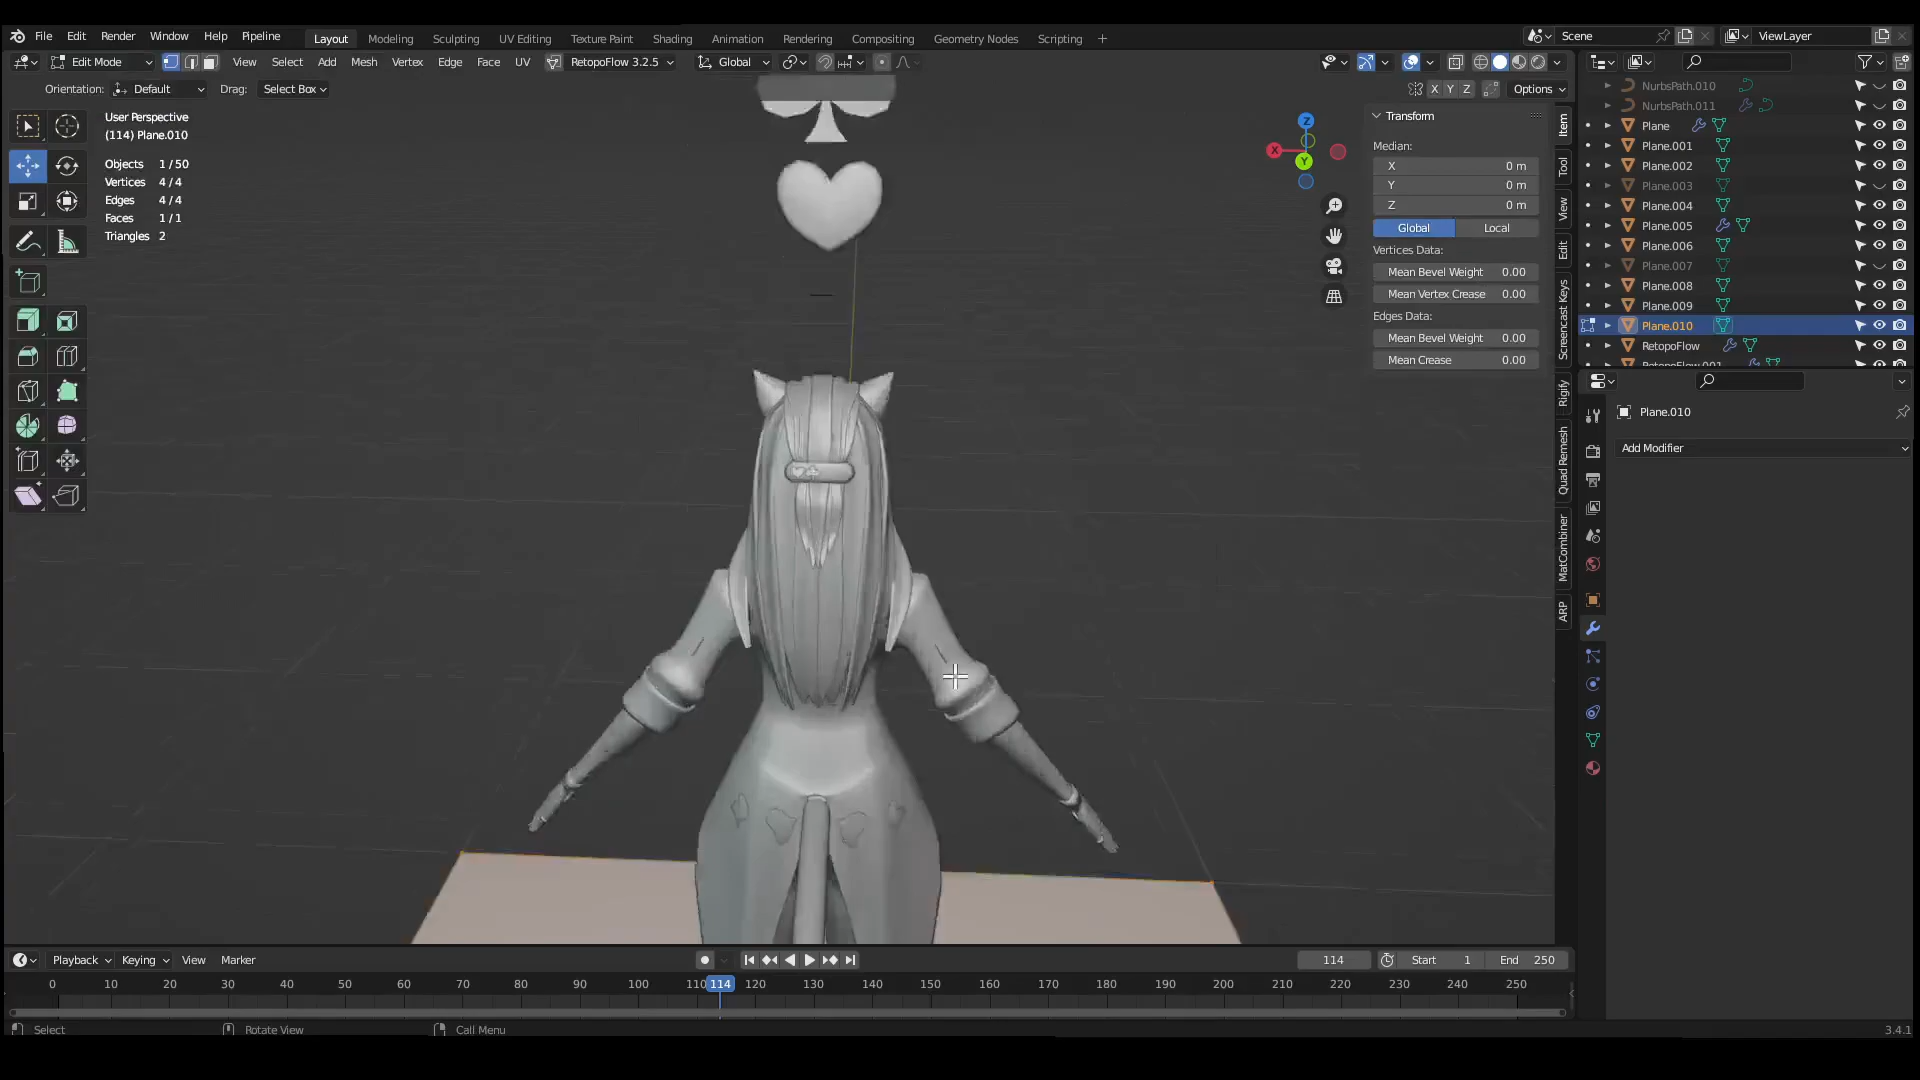 File Edit Render Window Help Pipeline Layout Modeling Sculpting UV Editing Texture Paint Shading Animation Rendering Compositing Geometry Nodes Scripting + Scene ViewLayer
Edit Mode View Select Add Mesh Vertex Edge Face UV RetopoFlow 3.2.5 Global
Orientation: Default Drag: Select Box X Y Z Options
User Perspective
(114) Plane.010
Objects 1 / 50
Vertices 4 / 4
Edges 4 / 4
Faces 1 / 1
Triangles 2
Z
X
Y
Transform
Median:
X 0 m
Y 0 m
Z 0 m
Global Local
Vertices Data:
Mean Bevel Weight 0.00
Mean Vertex Crease 0.00
Edges Data:
Mean Bevel Weight 0.00
Mean Crease 0.00
Item
Tool
View
Edit
Screencast Keys
Rigify
Quad Remesh
MatCombiner
ARP
NurbsPath.010
NurbsPath.011
Plane
Plane.001
Plane.002
Plane.003
Plane.004
Plane.005
Plane.006
Plane.007
Plane.008
Plane.009
Plane.010
RetopoFlow
RetopoFlow.001
Plane.010
Add Modifier
Playback Keying View Marker 114 Start 1 End 250
0 10 20 30 40 50 60 70 80 90 100 110 114 120 130 140 150 160 170 180 190 200 210 220 230 240 250
Select Rotate View Call Menu 3.4.1